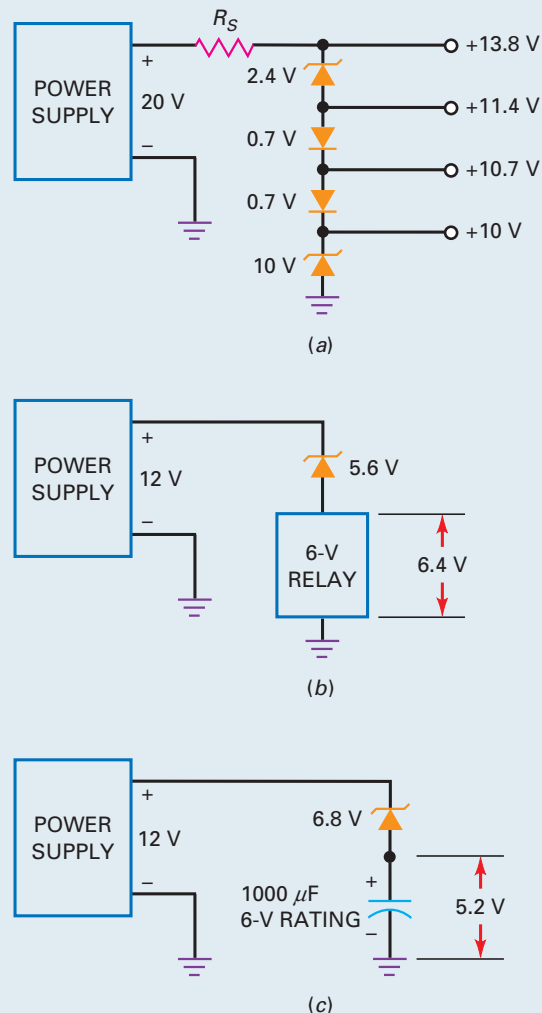 R_S
+13.8 V
+
POWER
SUPPLY
20 V
2.4 V
+11.4 V
–
0.7 V
+10.7 V
0.7 V
+10 V
10 V
(a)
+
POWER
SUPPLY
12 V
5.6 V
–
6-V
RELAY
6.4 V
(b)
+
POWER
SUPPLY
12 V
6.8 V
–
1000 μF
6-V RATING
+
–
5.2 V
(c)